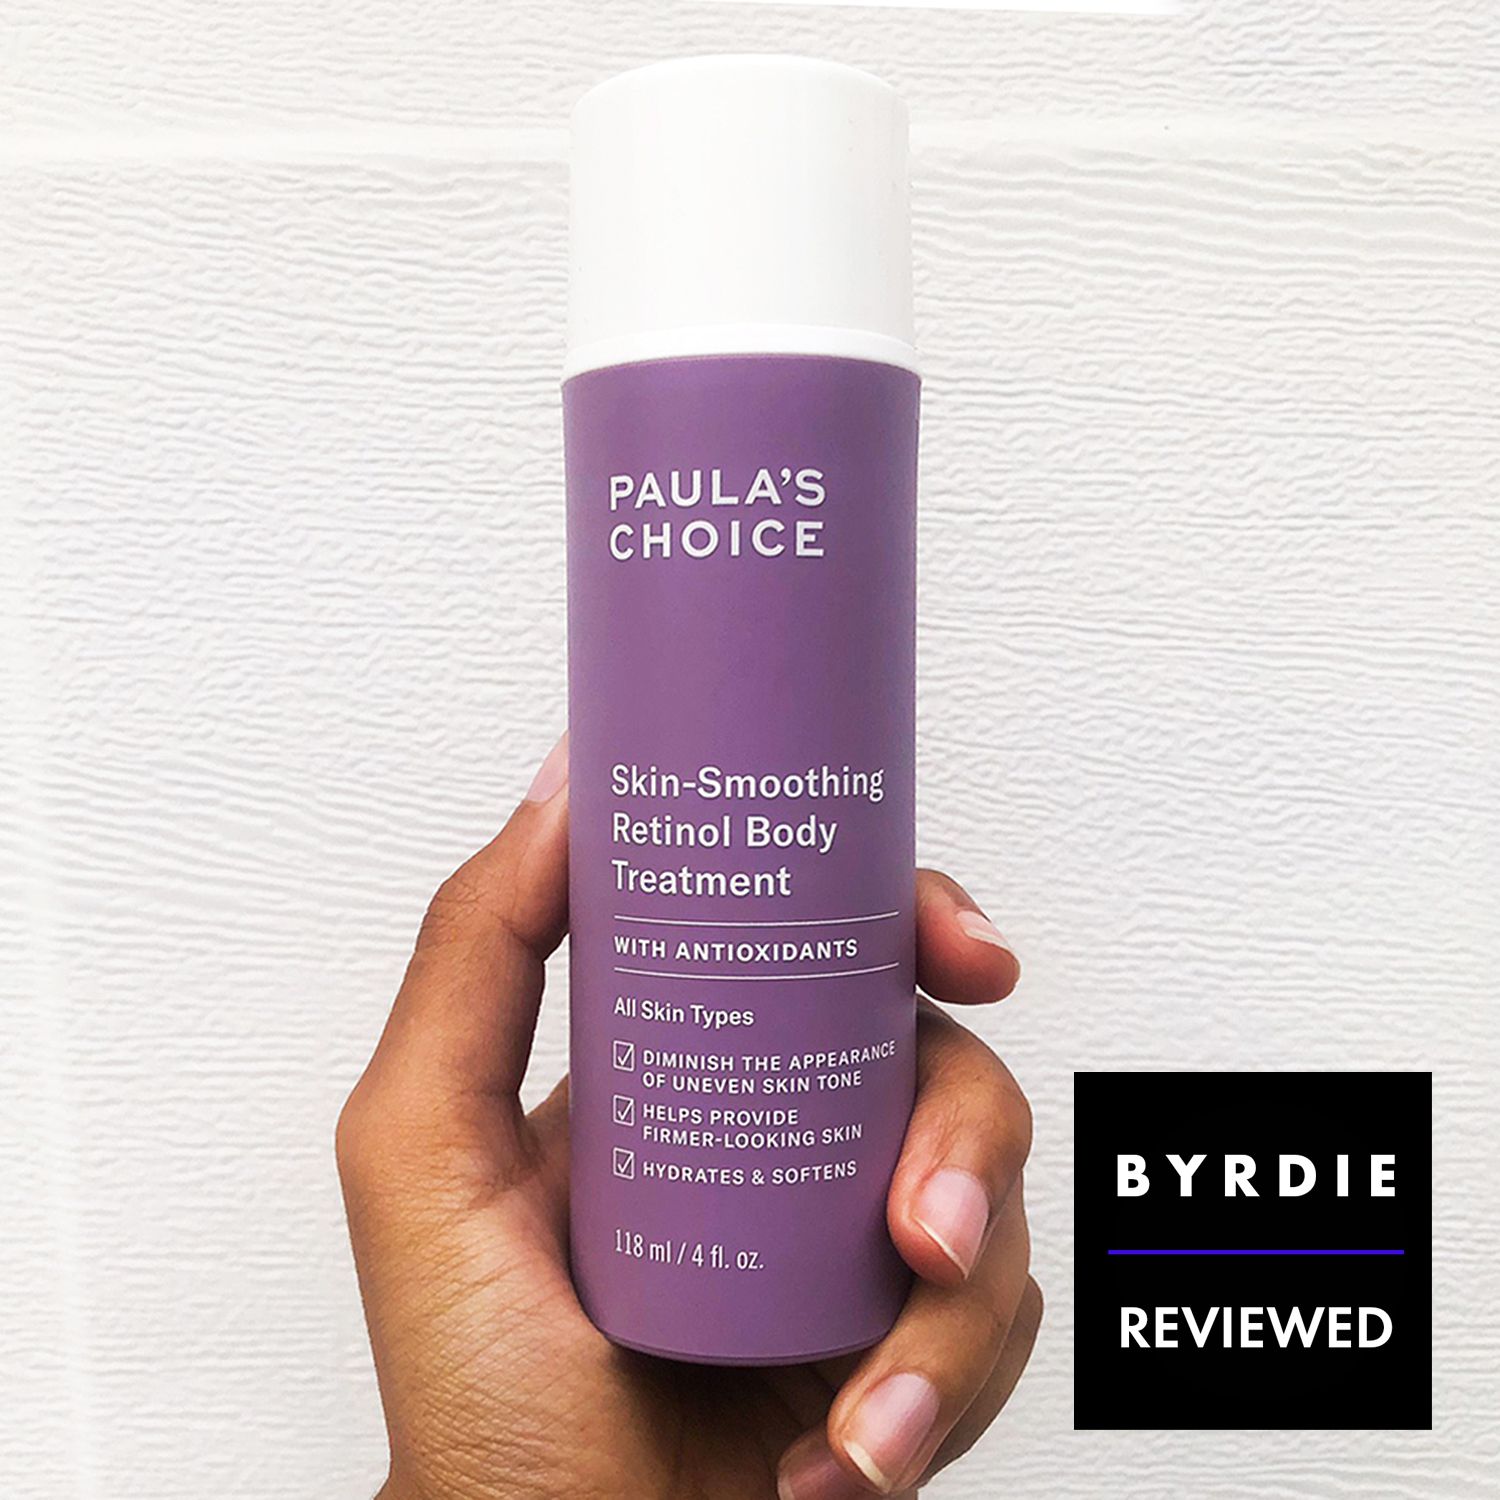 PAULA'S
CHOICE
Skin-Smoothing
Retinol Body
Treatment
WITH ANTIOXIDANTS
All Skin Types
DIMINISH THE APPEARANCE
OF UNEVEN SKIN TONE
HELPS PROVIDE
FIRMER-LOOKING SKIN
HYDRATES & SOFTENS
118 ml / 4 fl. oz.
BYRDIE
REVIEWED